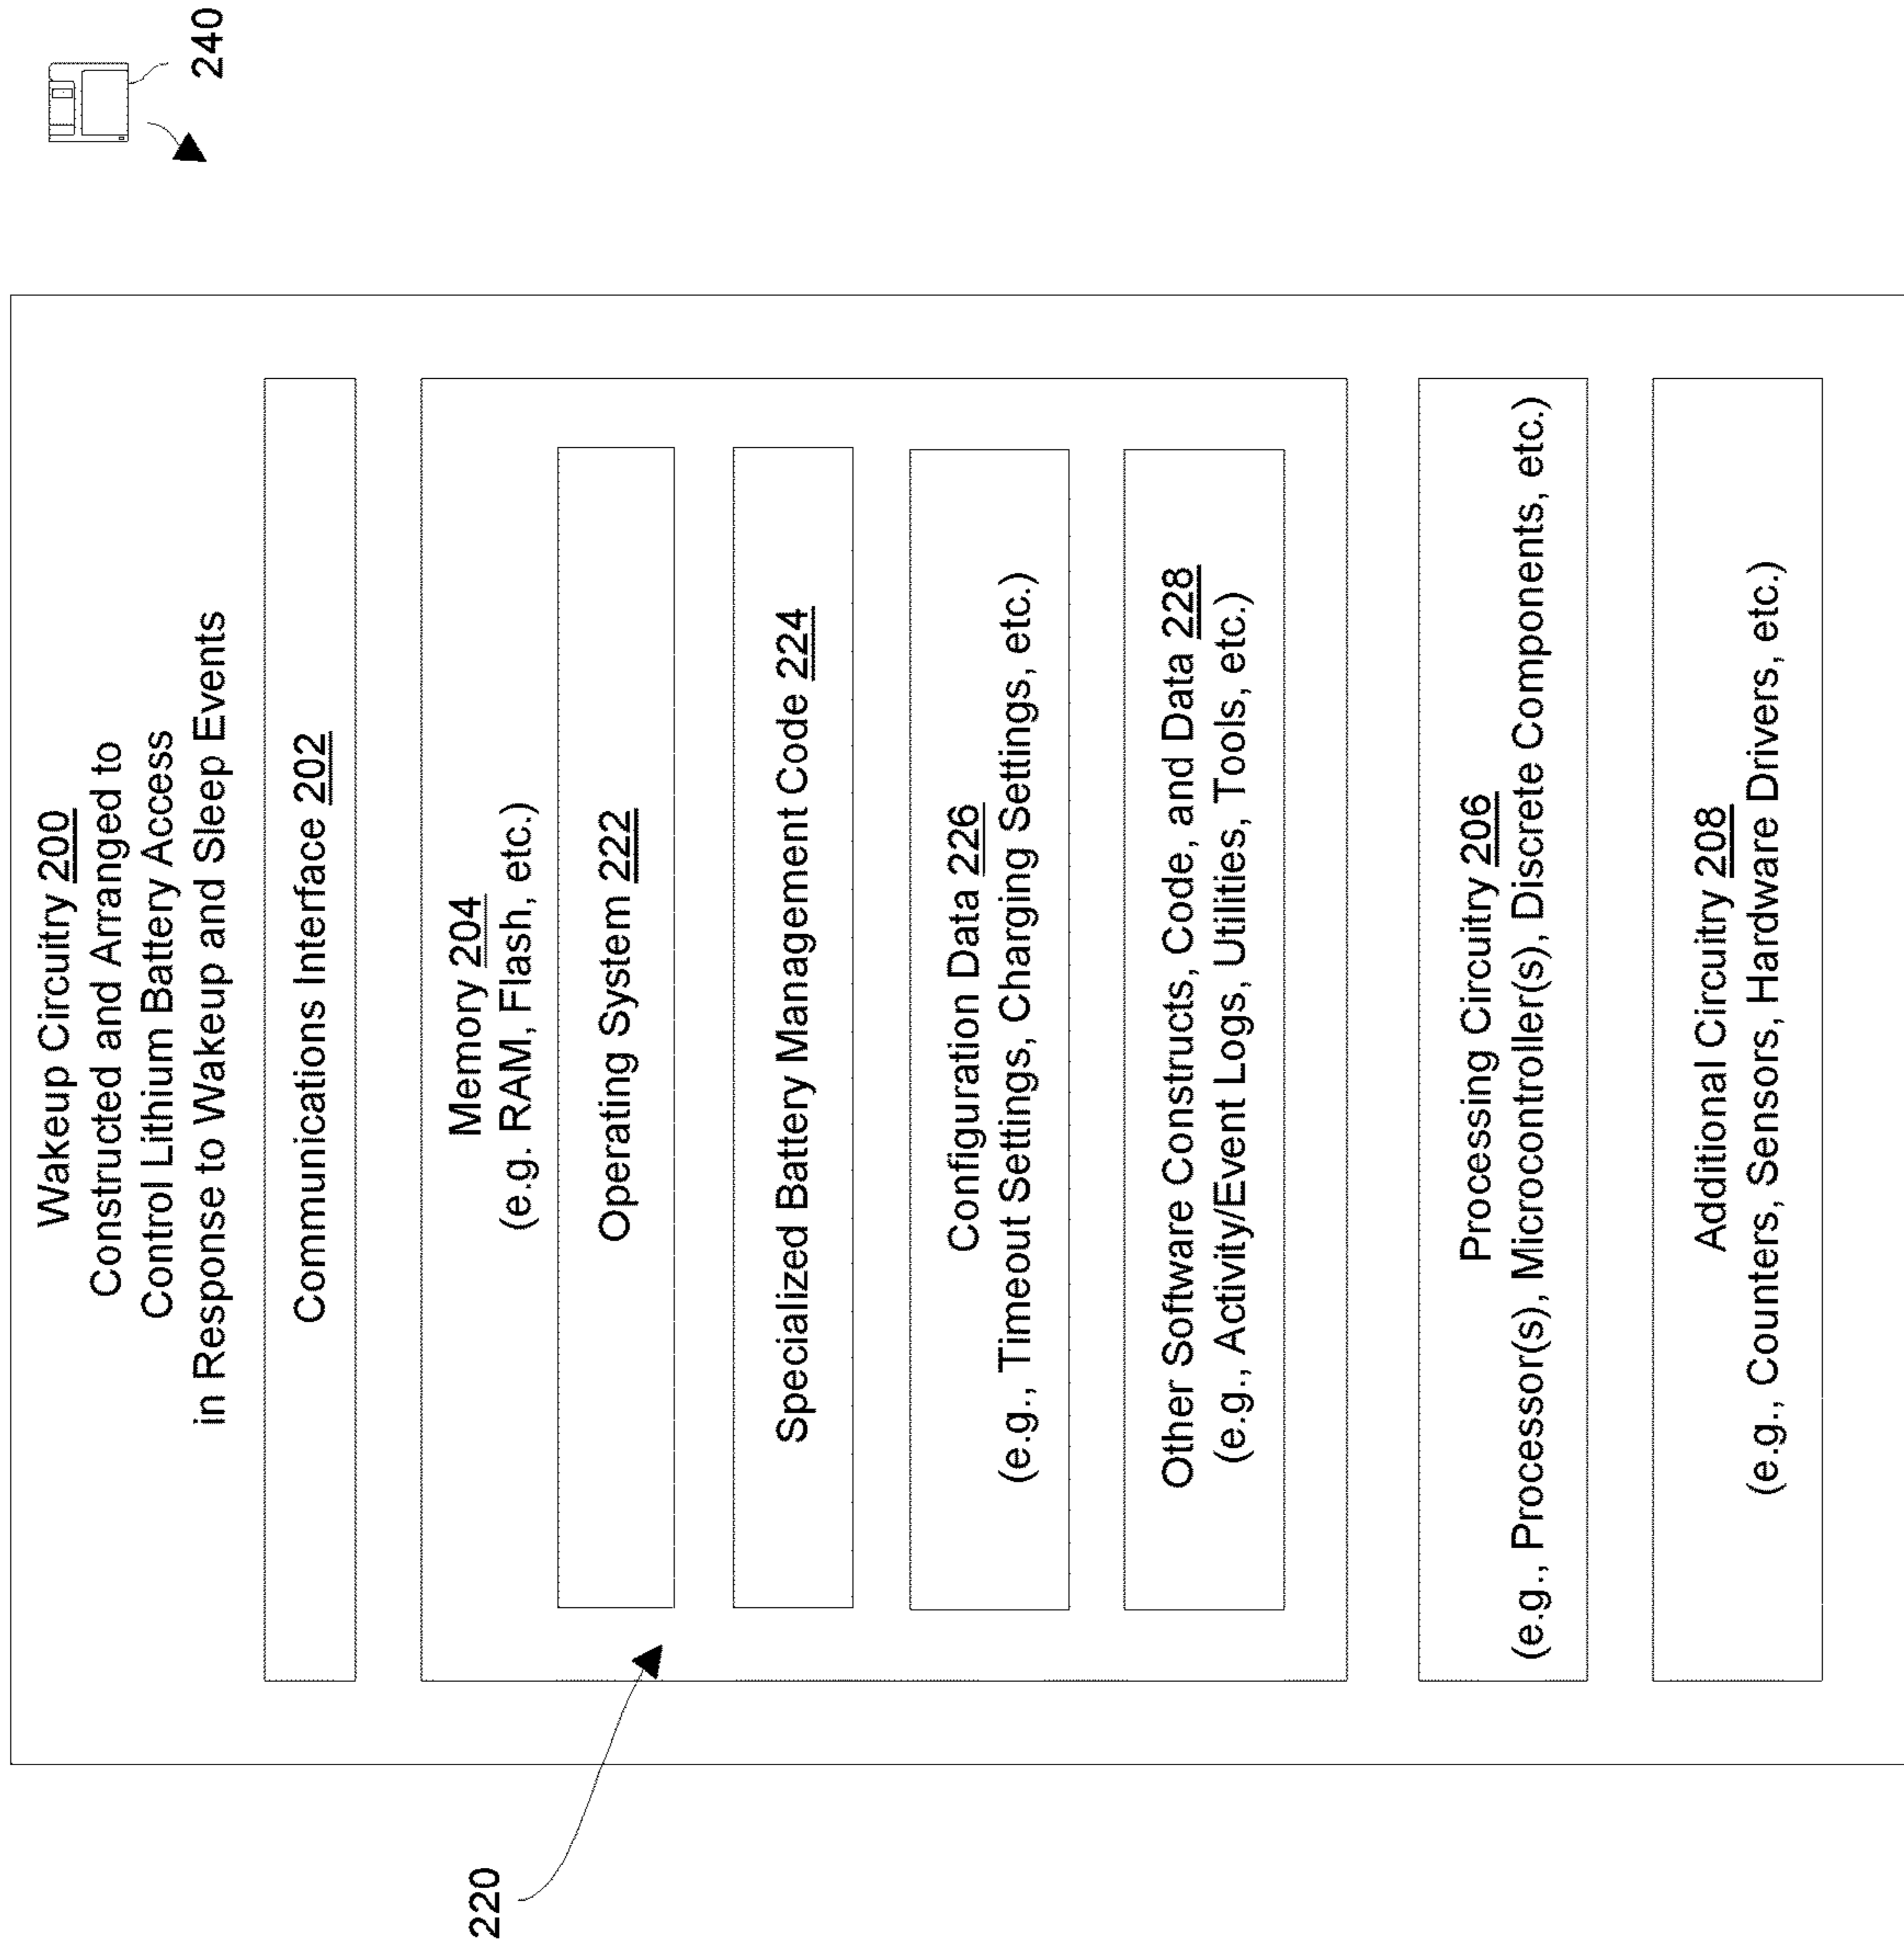 240
Wakeup Circuitry 200
Constructed and Arranged to
Control Lithium Battery Access
in Response to Wakeup and Sleep Events
Communications Interface 202
Memory 204
(e.g. RAM, Flash, etc.)
Operating System 222
Specialized Battery Management Code 224
Configuration Data 226
(e.g., Timeout Settings, Charging Settings, etc.)
Other Software Constructs, Code, and Data 228
(e.g., Activity/Event Logs, Utilities, Tools, etc.)
220
Processing Circuitry 206
(e.g., Processor(s), Microcontroller(s), Discrete Components, etc.)
Additional Circuitry 208
(e.g., Counters, Sensors, Hardware Drivers, etc.)